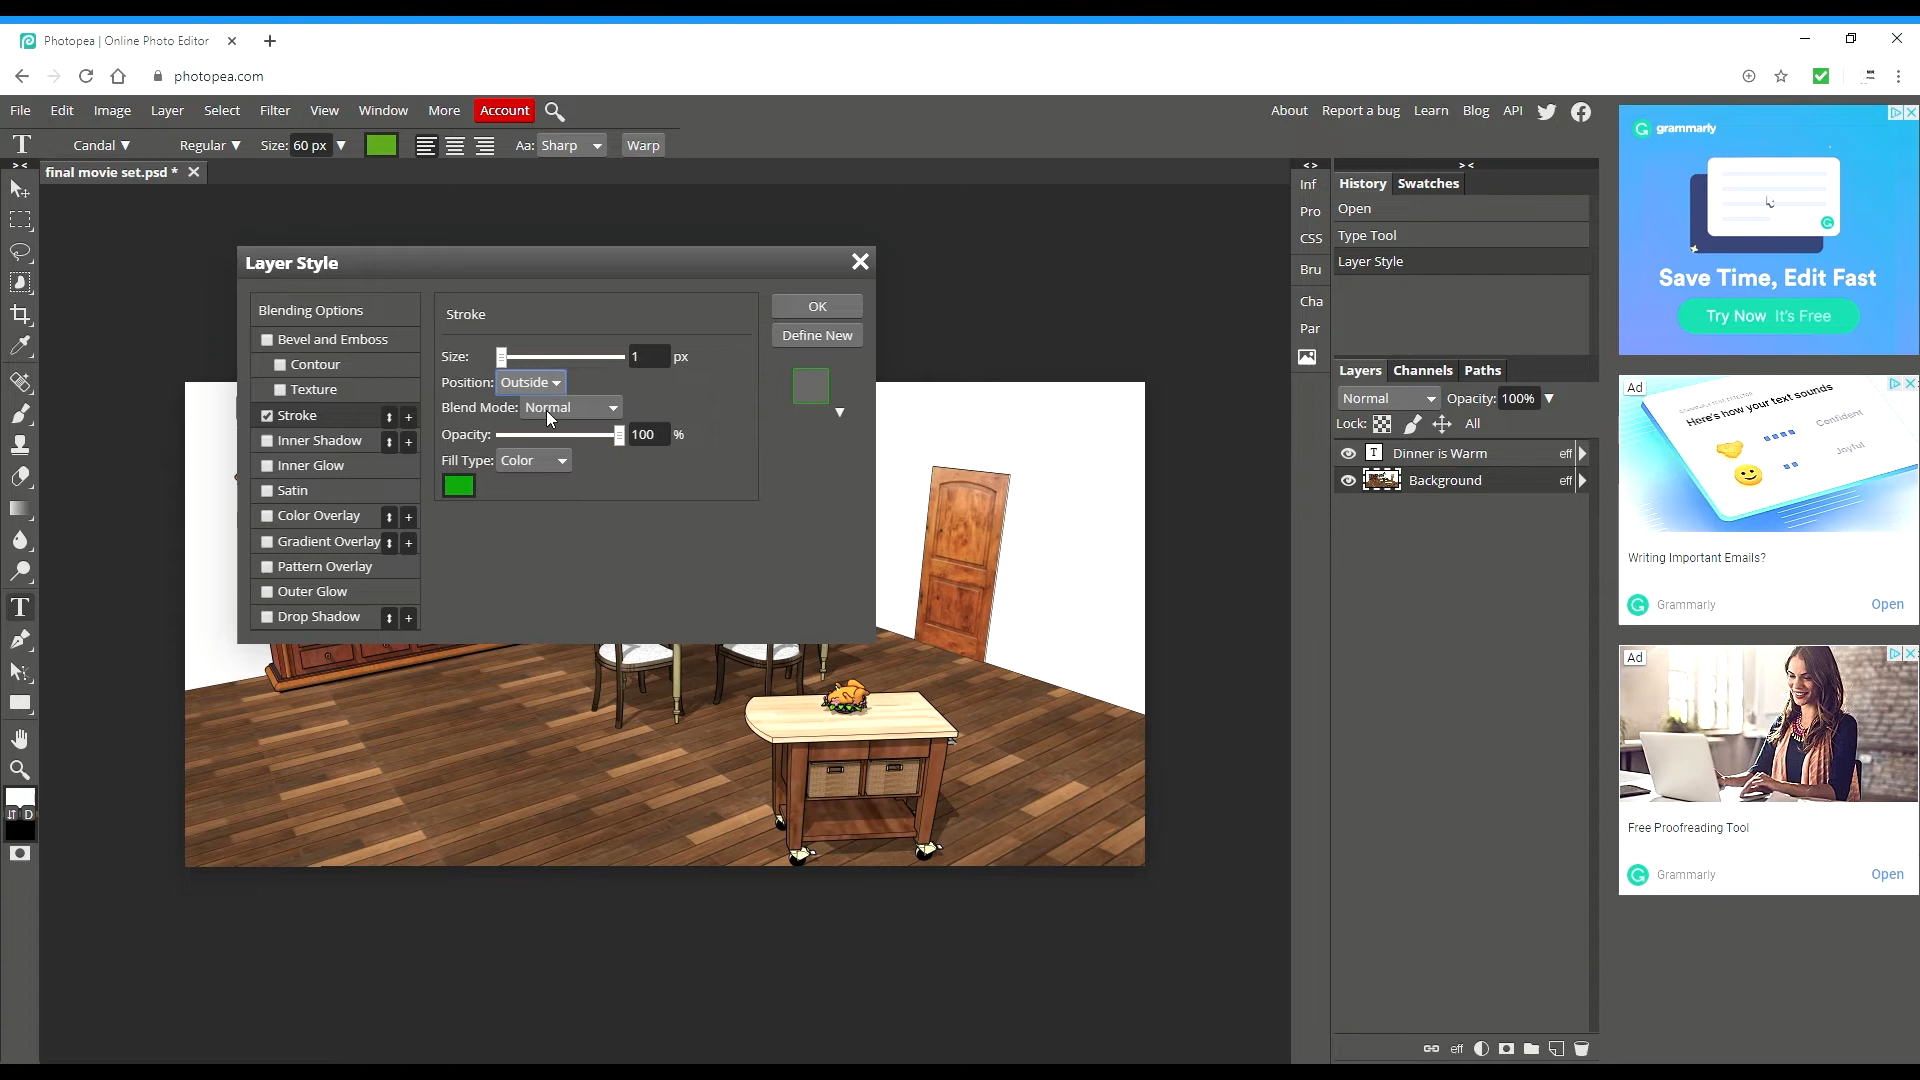 Photopea | Online Photo Editor
photopea.com
File Edit Image Layer Select Filter View Window More Account
About Report a bug Learn Blog API
T Candal Regular Size: 60 px Aa: Sharp Warp
final movie set.psd *
Layer Style
Blending Options
Bevel and Emboss
Contour
Texture
Stroke
Inner Shadow
Inner Glow
Satin
Color Overlay
Gradient Overlay
Pattern Overlay
Outer Glow
Drop Shadow
Stroke
Size: 1 px
Position: Outside
Blend Mode: Normal
Opacity: 100 %
Fill Type: Color
OK
Define New
T
D
Inf
Pro
CSS
Bru
Cha
Par
History Swatches
Open
Type Tool
Layer Style
Layers Channels Paths
Normal Opacity: 100%
Lock: All
T Dinner is Warm eff
Background eff
eff
grammarly
Save Time, Edit Fast
Try Now It's Free
Ad
Here's how your text sounds
Confident
Joyful
Writing Important Emails?
Grammarly Open
Ad
Free Proofreading Tool
Grammarly Open